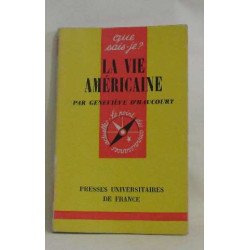 que
sais-je?
LA VIE
AMÉRICAINE
PAR GENEVIÈVE D'HAUCOURT
PRESSES UNIVERSITAIRES
DE FRANCE